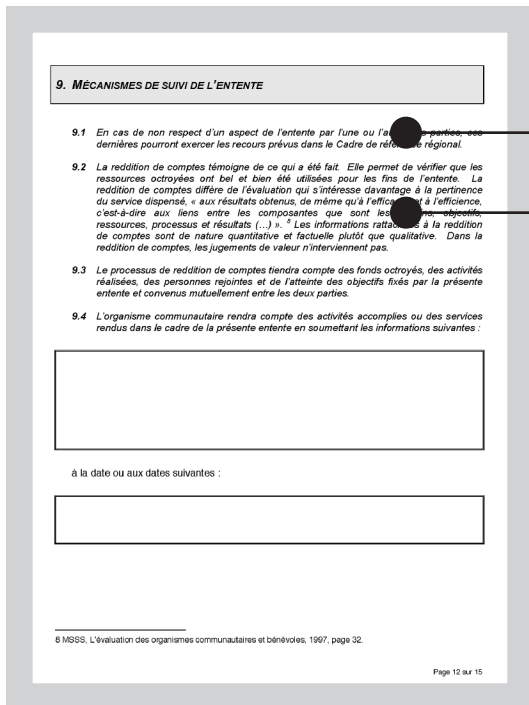 9. MÉCANISMES DE SUIVI DE L'ENTENTE
9.1 En cas de non respect d'un aspect de l'entente par l'une ou parties, ces
dernières pourront exercer les recours prévus dans le Cadre de régional.
9.2 La reddition de comptes témoigne de ce qui a été fait. Elle permet de vérifier que les
ressources octroyées ont bel et bien été utilisées pour les fins de l'entente. La
reddition de comptes diffère de l'évaluation qui s'intéresse davantage à la pertinence
du service dispensé, « aux résultats obtenus, de même qu'à et à l'efficience,
c'est-à-dire aux liens entre les composantes que sont les objectifs,
ressources, processus et résultats (…) ». 8 Les informations à la reddition
de comptes sont de nature quantitative et factuelle plutôt que qualitative. Dans la
reddition de comptes, les jugements de valeur n'interviennent pas.
9.3 Le processus de reddition de comptes tiendra compte des fonds octroyés, des activités
réalisées, des personnes rejointes et de l'atteinte des objectifs fixés par la présente
entente et convenus mutuellement entre les deux parties.
9.4 L'organisme communautaire rendra compte des activités accomplies ou des services
rendus dans le cadre de la présente entente en soumettant les informations suivantes :
à la date ou aux dates suivantes :
8 MSSS, L'évaluation des organismes communautaires et bénévoles, 1997, page 32.
Page 12 sur 15